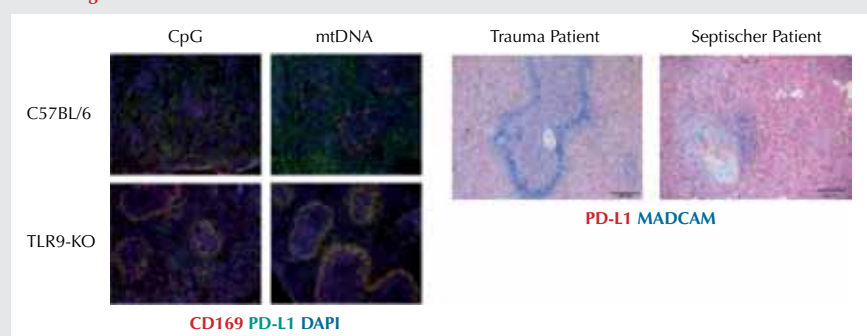 CpG mtDNA Trauma Patient Septischer Patient
C57BL/6
TLR9-KO
PD-L1 MADCAM
CD169 PD-L1 DAPI